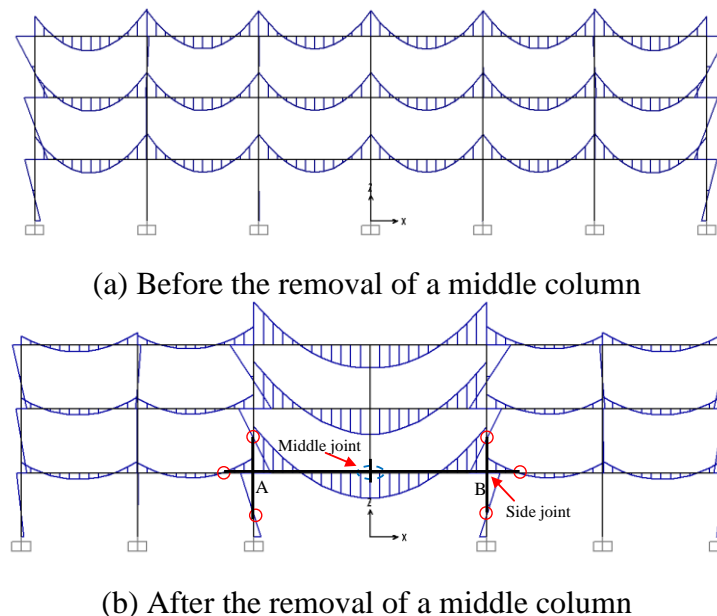 Z
X
(a) Before the removal of a middle column
Middle joint
A
B
Side joint
Z
X
(b) After the removal of a middle column